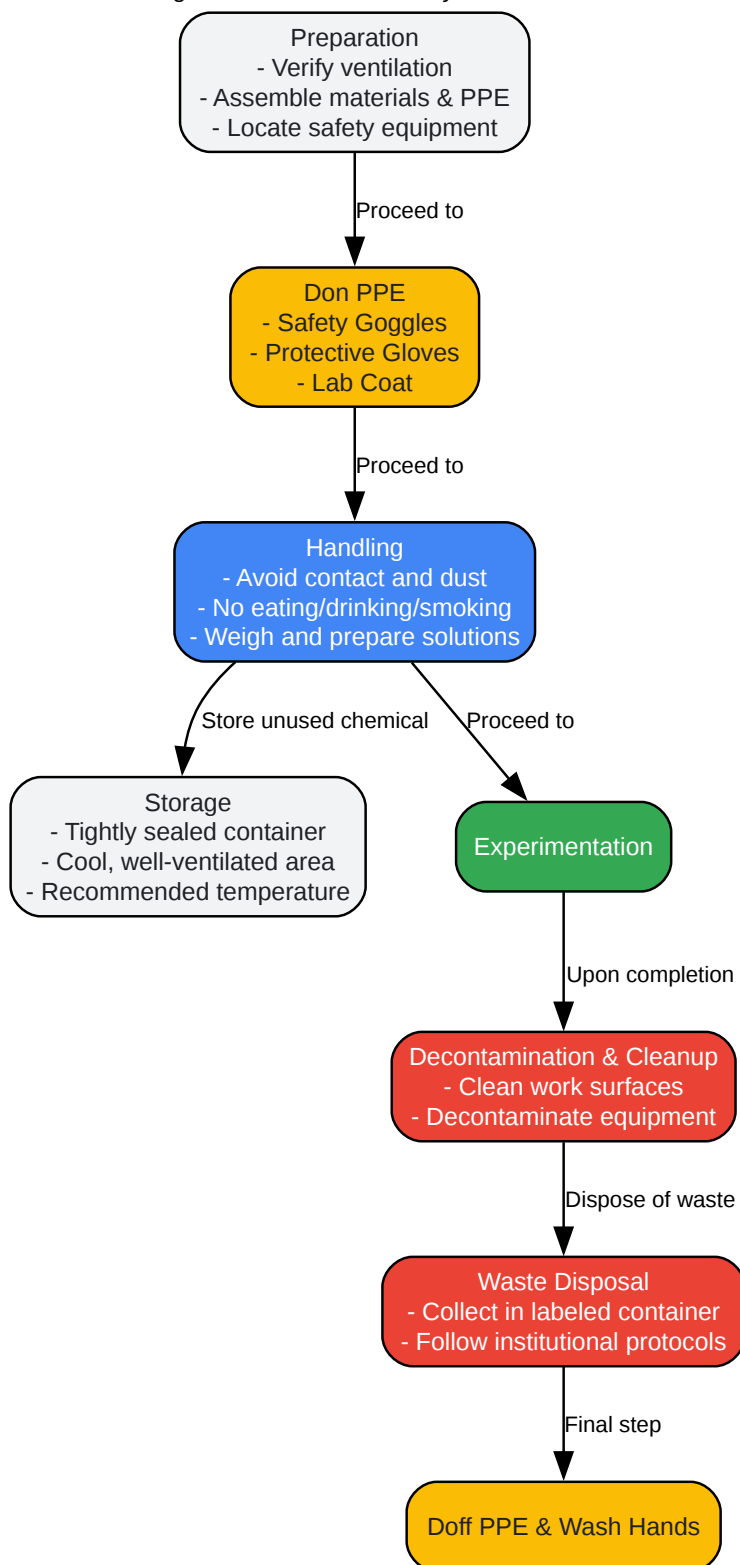 Preparation
- Verify ventilation
- Assemble materials & PPE
- Locate safety equipment
Proceed to
Don PPE
- Safety Goggles
- Protective Gloves
- Lab Coat
Proceed to
Handling
- Avoid contact and dust
- No eating/drinking/smoking
- Weigh and prepare solutions
Store unused chemical
Proceed to
Storage
- Tightly sealed container
- Cool, well-ventilated area
- Recommended temperature
Experimentation
Upon completion
Decontamination & Cleanup
- Clean work surfaces
- Decontaminate equipment
Dispose of waste
Waste Disposal
- Collect in labeled container
- Follow institutional protocols
Final step
Doff PPE & Wash Hands